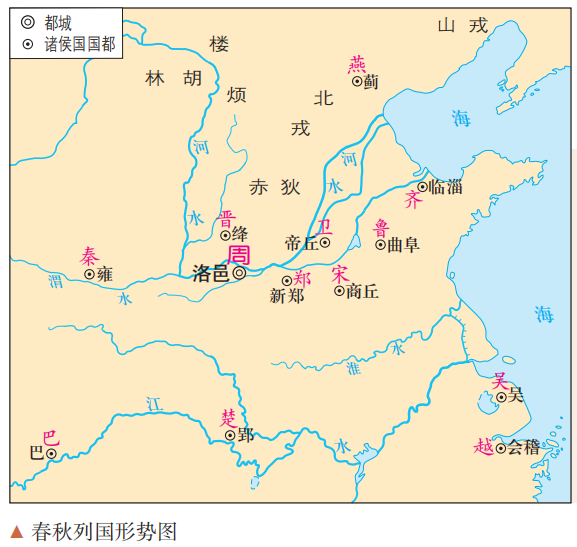 都城
诸侯国国都
山戎
楼
林胡
烦
燕
蓟
北
戎
海
河
河
水
赤狄
水
齐
临淄
晋
绛
卫
帝丘
鲁
曲阜
周
洛邑
秦
雍
渭
水
郑
新郑
宋
商丘
海
淮
水
吴
吴
江
楚
郢
水
越
会稽
巴
巴
▲ 春秋列国形势图